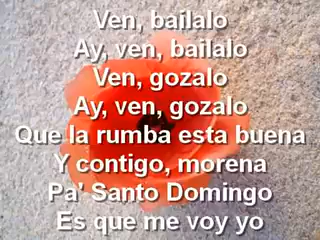 Ven, bailalo
Ay, ven, bailalo
Ven, gozalo
Ay, ven, gozalo
Que la rumba esta buena
Y contigo, morena
Pa' Santo Domingo
Es que me voy yo